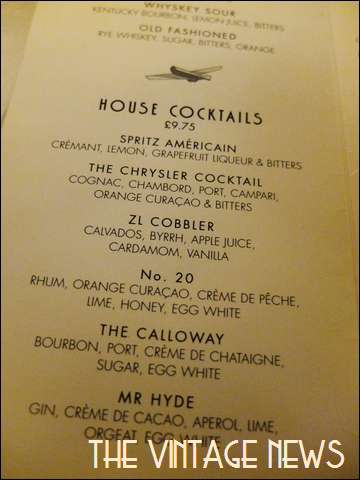 WHYSKEY SOUR
KENTUCKY BOURBON, LEMON JUICE, BITTERS
OLD FASHIONED
RYE WHISKEY, SUGAR, BITTERS, ORANGE
HOUSE COCKTAILS
£9.75
SPRITZ AMÉRICAIN
CRÉMANT, LEMON, GRAPEFRUIT LIQUEUR & BITTERS
THE CHRYSLER COCKTAIL
COGNAC, CHAMBORD, PORT, CAMPARI,
ORANGE CURAÇAO & BITTERS
ZL COBBLER
CALVADOS, BYRRH, APPLE JUICE,
CARDAMOM, VANILLA
No. 20
RHUM, ORANGE CURAÇAO, CRÈME DE PÊCHE,
LIME, HONEY, EGG WHITE
THE CALLOWAY
BOURBON, PORT, CRÈME DE CHATAIGNE,
SUGAR, EGG WHITE
MR HYDE
GIN, CRÈME DE CACAO, APEROL, LIME,
ORGEAT, EGG WHITE
THE VINTAGE NEWS